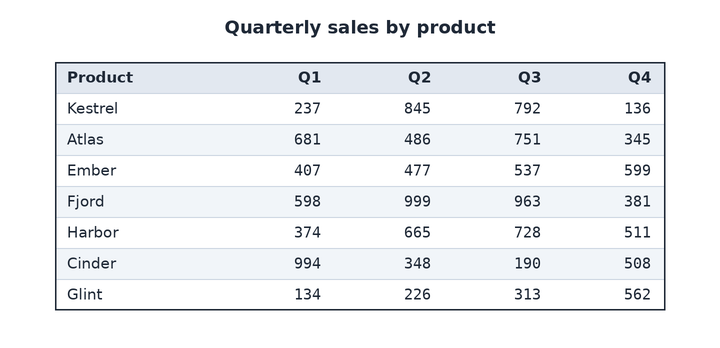 Quarterly sales by product
Product Q1 Q2 Q3 Q4
Kestrel 237 845 792 136
Atlas 681 486 751 345
Ember 407 477 537 599
Fjord 598 999 963 381
Harbor 374 665 728 511
Cinder 994 348 190 508
Glint 134 226 313 562